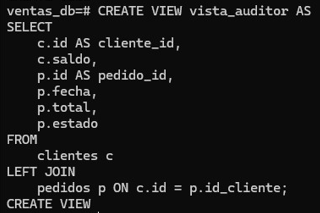 ventas_db=# CREATE VIEW vista_auditor AS
SELECT
    c.id AS cliente_id,
    c.saldo,
    p.id AS pedido_id,
    p.fecha,
    p.total,
    p.estado
FROM
    clientes c
LEFT JOIN
    pedidos p ON c.id = p.id_cliente;
CREATE VIEW